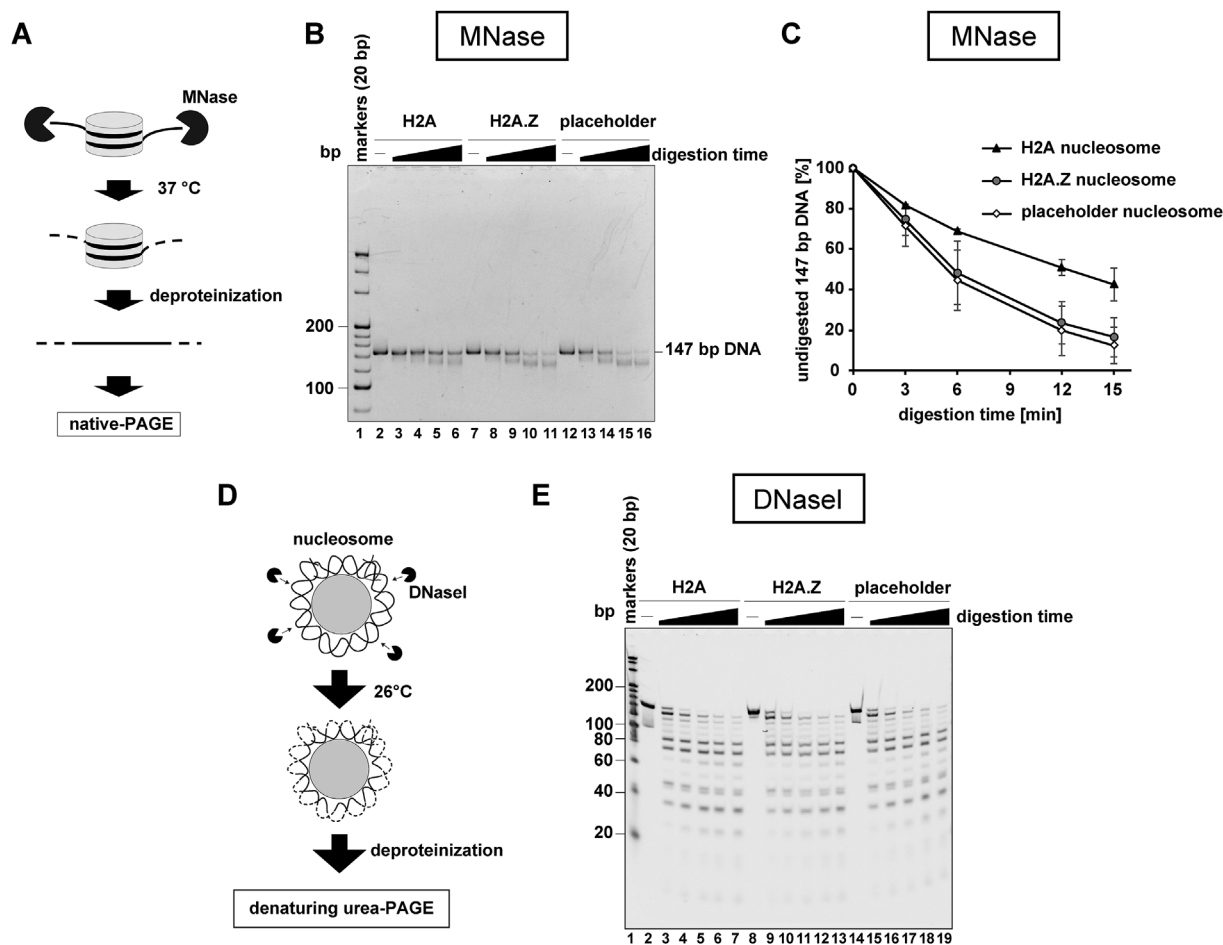 A
MNase
37 °C
deproteinization
native-PAGE
B
MNase
markers (20 bp)
H2A H2A.Z placeholder
bp
– – – digestion time
200
147 bp DNA
100
1 2 3 4 5 6 7 8 9 10 11 12 13 14 15 16
C
MNase
H2A nucleosome
H2A.Z nucleosome
placeholder nucleosome
undigested 147 bp DNA [%]
100
80
60
40
20
0
0 3 6 9 12 15
digestion time [min]
D
nucleosome
DNaseI
26°C
deproteinization
denaturing urea-PAGE
E
DNaseI
markers (20 bp)
H2A H2A.Z placeholder
bp
– – – digestion time
200
100
80
60
40
20
1 2 3 4 5 6 7 8 9 10 11 12 13 14 15 16 17 18 19